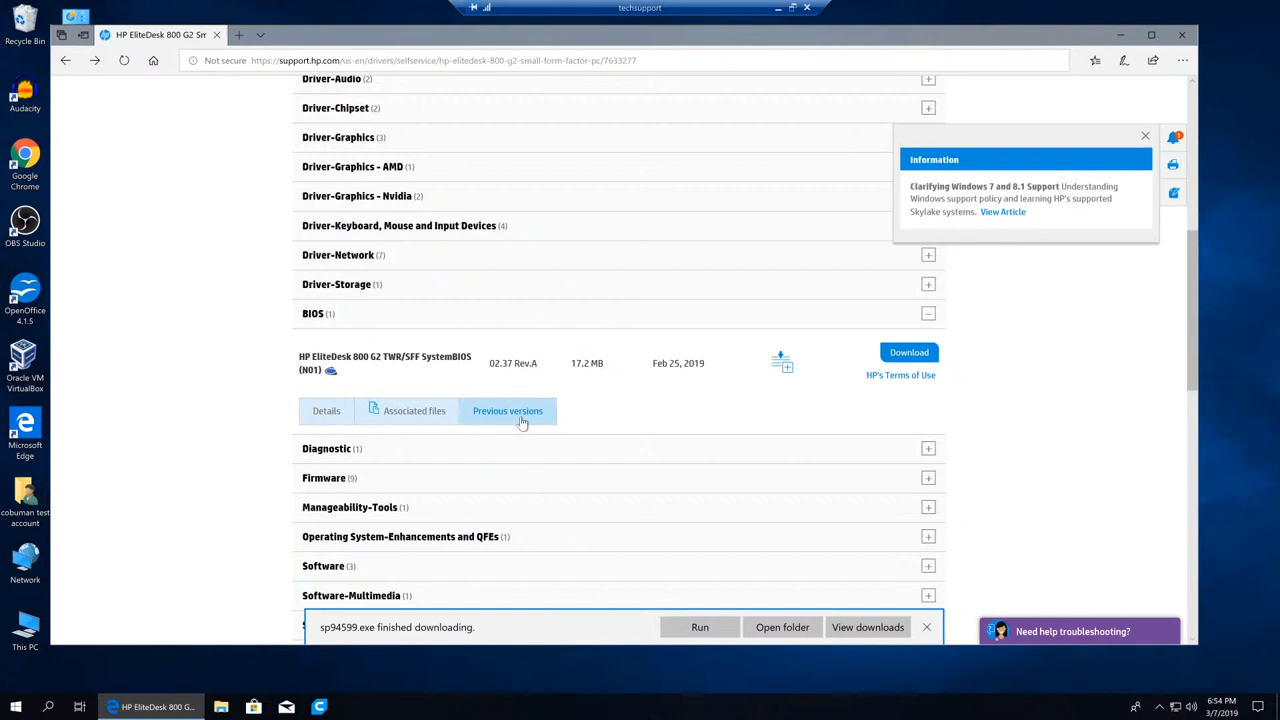 techsupport
Recycle Bin
HP EliteDesk 800 G2 Sm
Not secure https://support.hp.com/us-en/drivers/selfservice/hp-elitedesk-800-g2-small-form-factor-pc/7633277
Audacity
Google
Chrome
OBS Studio
OpenOffice
4.1.5
Oracle VM
VirtualBox
Microsoft
Edge
cobuman test
account
Network
This PC
Driver-Audio (2)
Driver-Chipset (2)
Driver-Graphics (3)
Driver-Graphics - AMD (1)
Driver-Graphics - Nvidia (2)
Driver-Keyboard, Mouse and Input Devices (4)
Driver-Network (7)
Driver-Storage (1)
BIOS (1)
HP EliteDesk 800 G2 TWR/SFF SystemBIOS
(N01)
02.37 Rev.A
17.2 MB
Feb 25, 2019
Download
HP's Terms of Use
Details
Associated files
Previous versions
Diagnostic (1)
Firmware (9)
Manageability-Tools (1)
Operating System-Enhancements and QFEs (1)
Software (3)
Software-Multimedia (1)
Information
1
Clarifying Windows 7 and 8.1 Support Understanding
Windows support policy and learning HP's supported
Skylake systems. View Article
sp94599.exe finished downloading.
Run
Open folder
View downloads
Need help troubleshooting?
HP EliteDesk 800 G...
6:54 PM
3/7/2019